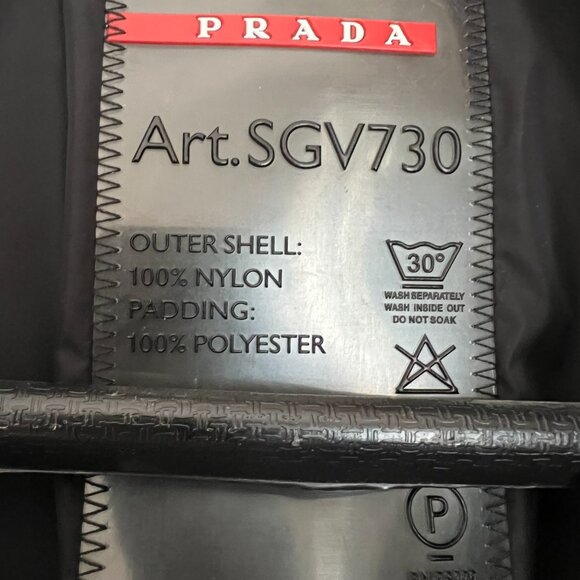 PRADA
Art.SGV730
OUTER SHELL:
100% NYLON
PADDING:
100% POLYESTER
30°
WASH SEPARATELY
WASH INSIDE OUT
DO NOT SOAK
P